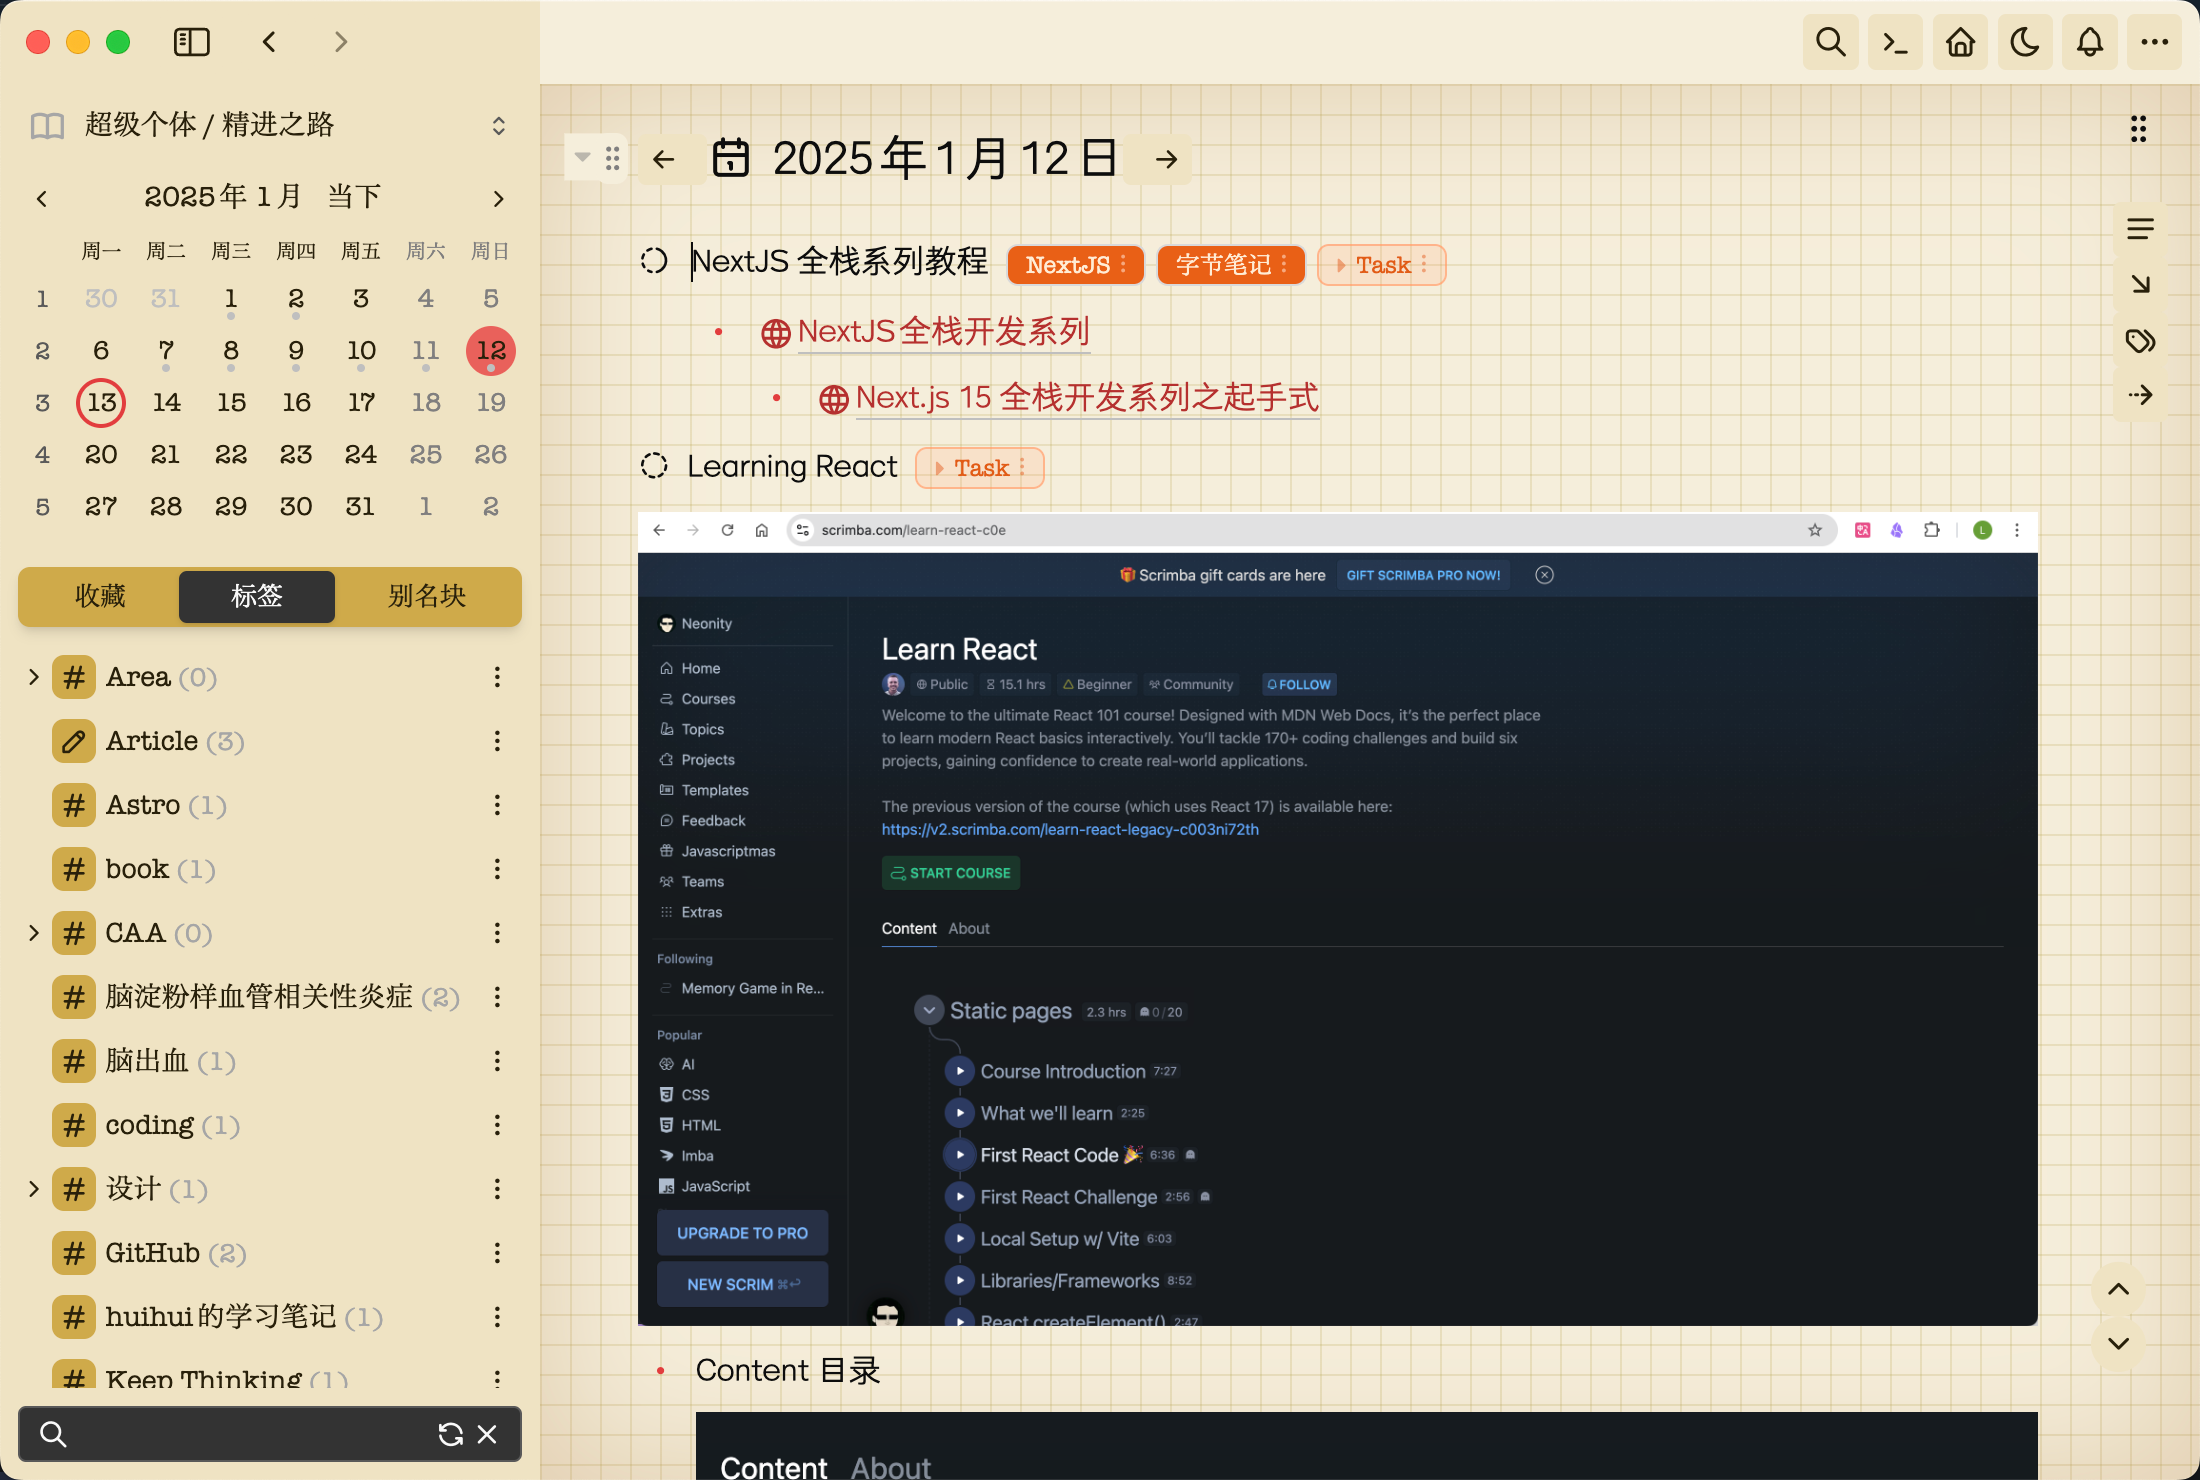 超级个体 / 精进之路
2025年 1月 当下
周一 周二 周三 周四 周五 周六 周日
1 30 31 1 2 3 4 5
2 6 7 8 9 10 11 12
3 13 14 15 16 17 18 19
4 20 21 22 23 24 25 26
5 27 28 29 30 31 1 2
收藏 标签 别名块
# Area (0)
Article (3)
# Astro (1)
# book (1)
# CAA (0)
# 脑淀粉样血管相关性炎症 (2)
# 脑出血 (1)
# coding (1)
# 设计 (1)
# GitHub (2)
# huihui的学习笔记 (1)
# Keep Thinking (1)
2025年1月12日
NextJS 全栈系列教程 NextJS 字节笔记 Task
NextJS全栈开发系列
Next.js 15 全栈开发系列之起手式
Learning React Task
scrimba.com/learn-react-c0e
L
Scrimba gift cards are here GIFT SCRIMBA PRO NOW!
Neonity
Home
Courses
Topics
Projects
Templates
Feedback
Javascriptmas
Teams
Extras
Following
Memory Game in Re...
Popular
AI
CSS
HTML
Imba
JavaScript
UPGRADE TO PRO
NEW SCRIM ⌘↩
Learn React
Public 15.1 hrs Beginner Community FOLLOW
Welcome to the ultimate React 101 course! Designed with MDN Web Docs, it's the perfect place
to learn modern React basics interactively. You'll tackle 170+ coding challenges and build six
projects, gaining confidence to create real-world applications.
The previous version of the course (which uses React 17) is available here:
https://v2.scrimba.com/learn-react-legacy-c003ni72th
START COURSE
Content About
Static pages 2.3 hrs 0/20
Course Introduction 7:27
What we'll learn 2:25
First React Code 🎉 6:36
First React Challenge 2:56
Local Setup w/ Vite 6:03
Libraries/Frameworks 8:52
React createElement() 2:47
Content 目录
Content About